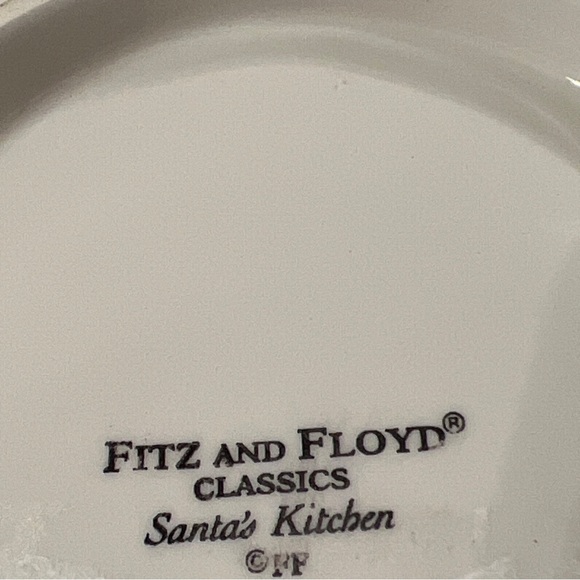 FITZ AND FLOYD®
CLASSICS
Santa's Kitchen
©FF